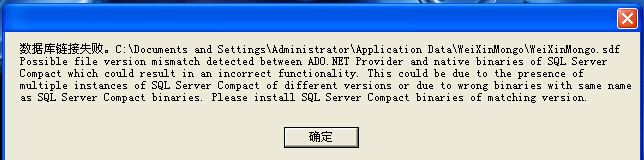 数据库链接失败。C:\Documents and Settings\Administrator\Application Data\WeiXinMongo\WeiXinMongo.sdf
Possible file version mismatch detected between ADO.NET Provider and native binaries of SQL Server
Compact which could result in an incorrect functionality. This could be due to the presence of
multiple instances of SQL Server Compact of different versions or due to wrong binaries with same name
as SQL Server Compact binaries. Please install SQL Server Compact binaries of matching version.
确定